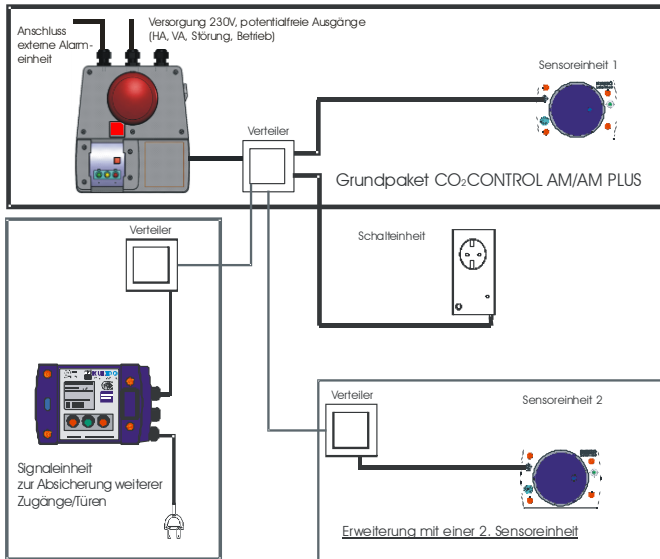 Anschluss
externe Alarm-
einheit
Versorgung 230V, potentialfreie Ausgänge
(HA, VA, Störung, Betrieb)
Sensoreinheit 1
Verteiler
Grundpaket CO₂CONTROL AM/AM PLUS
Verteiler
Schalteinheit
Signaleinheit
zur Absicherung weiterer
Zugänge/Türen
Verteiler
Sensoreinheit 2
Erweiterung mit einer 2. Sensoreinheit